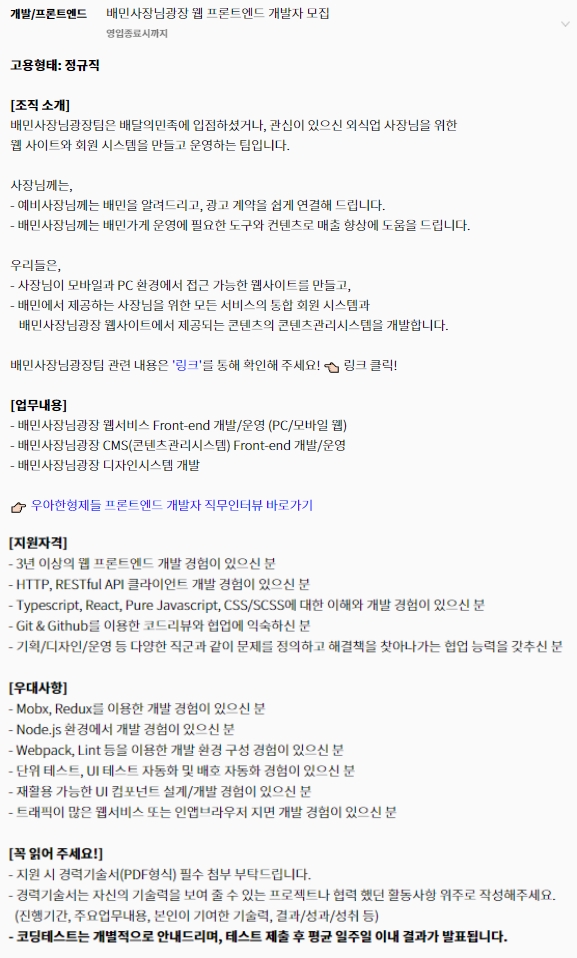 개발/프론트엔드 배민사장님광장 웹 프론트엔드 개발자 모집
영입종료시까지
고용형태: 정규직
[조직 소개]
배민사장님광장팀은 배달의민족에 입점하셨거나, 관심이 있으신 외식업 사장님을 위한
웹 사이트와 회원 시스템을 만들고 운영하는 팀입니다.
사장님께는,
- 예비사장님께는 배민을 알려드리고, 광고 계약을 쉽게 연결해 드립니다.
- 배민사장님께는 배민가게 운영에 필요한 도구와 컨텐츠로 매출 향상에 도움을 드립니다.
우리들은,
- 사장님이 모바일과 PC 환경에서 접근 가능한 웹사이트를 만들고,
- 배민에서 제공하는 사장님을 위한 모든 서비스의 통합 회원 시스템과
배민사장님광장 웹사이트에서 제공되는 콘텐츠의 콘텐츠관리시스템을 개발합니다.
배민사장님광장팀 관련 내용은 '링크'를 통해 확인해 주세요! 👈 링크 클릭!
[업무내용]
- 배민사장님광장 웹서비스 Front-end 개발/운영 (PC/모바일 웹)
- 배민사장님광장 CMS(콘텐츠관리시스템) Front-end 개발/운영
- 배민사장님광장 디자인시스템 개발
👉 우아한형제들 프론트엔드 개발자 직무인터뷰 바로가기
[지원자격]
- 3년 이상의 웹 프론트엔드 개발 경험이 있으신 분
- HTTP, RESTful API 클라이언트 개발 경험이 있으신 분
- Typescript, React, Pure Javascript, CSS/SCSS에 대한 이해와 개발 경험이 있으신 분
- Git & Github를 이용한 코드리뷰와 협업에 익숙하신 분
- 기획/디자인/운영 등 다양한 직군과 같이 문제를 정의하고 해결책을 찾아나가는 협업 능력을 갖추신 분
[우대사항]
- Mobx, Redux를 이용한 개발 경험이 있으신 분
- Node.js 환경에서 개발 경험이 있으신 분
- Webpack, Lint 등을 이용한 개발 환경 구성 경험이 있으신 분
- 단위 테스트, UI 테스트 자동화 및 배호 자동화 경험이 있으신 분
- 재활용 가능한 UI 컴포넌트 설계/개발 경험이 있으신 분
- 트래픽이 많은 웹서비스 또는 인앱브라우저 지면 개발 경험이 있으신 분
[꼭 읽어 주세요!]
- 지원 시 경력기술서(PDF형식) 필수 첨부 부탁드립니다.
- 경력기술서는 자신의 기술력을 보여 줄 수 있는 프로젝트나 협력 했던 활동사항 위주로 작성해주세요.
(진행기간, 주요업무내용, 본인이 기여한 기술력, 결과/성과/성취 등)
- 코딩테스트는 개별적으로 안내드리며, 테스트 제출 후 평균 일주일 이내 결과가 발표됩니다.